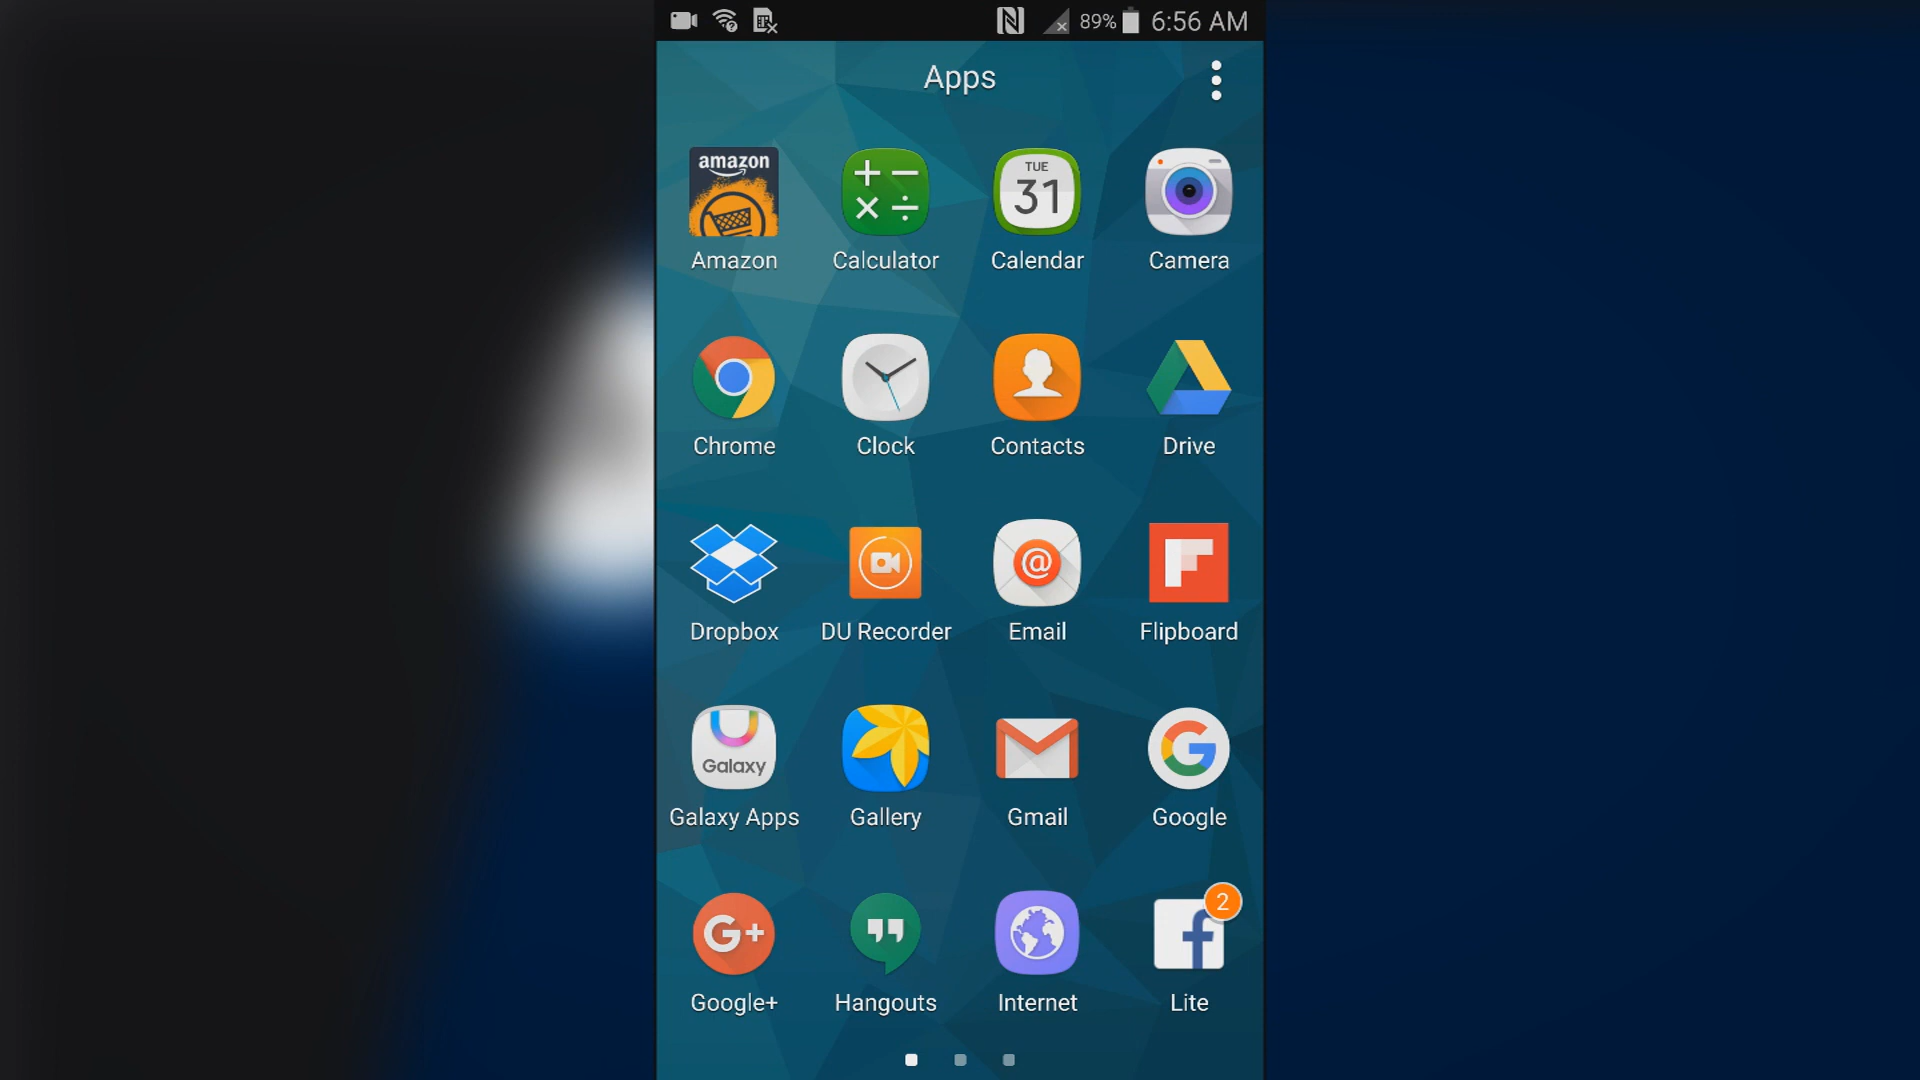 89% 6:56 AM
Apps
amazon
TUE
31
Amazon Calculator Calendar Camera
Chrome Clock Contacts Drive
@
Dropbox DU Recorder Email Flipboard
Galaxy
G
Galaxy Apps Gallery Gmail Google
G+
f
2
Google+ Hangouts Internet Lite